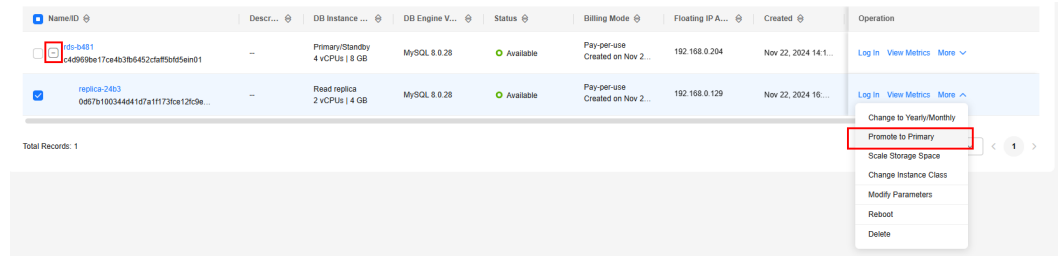 Name/ID Descr... DB Instance ... DB Engine V... Status Billing Mode Floating IP A... Created Operation
rds-b481
c4d969be17ce4b3fb6452cfaff5bfd5ein01
--
Primary/Standby
4 vCPUs | 8 GB
MySQL 8.0.28
Available
Pay-per-use
Created on Nov 2...
192.168.0.204
Nov 22, 2024 14:1...
Log In View Metrics More
replica-24b3
0d67b100344d41d7a1f173fce12fc9e...
--
Read replica
2 vCPUs | 4 GB
MySQL 8.0.28
Available
Pay-per-use
Created on Nov 2...
192.168.0.129
Nov 22, 2024 16:...
Log In View Metrics More
Change to Yearly/Monthly
Promote to Primary
Scale Storage Space
Change Instance Class
Modify Parameters
Reboot
Delete
Total Records: 1
1